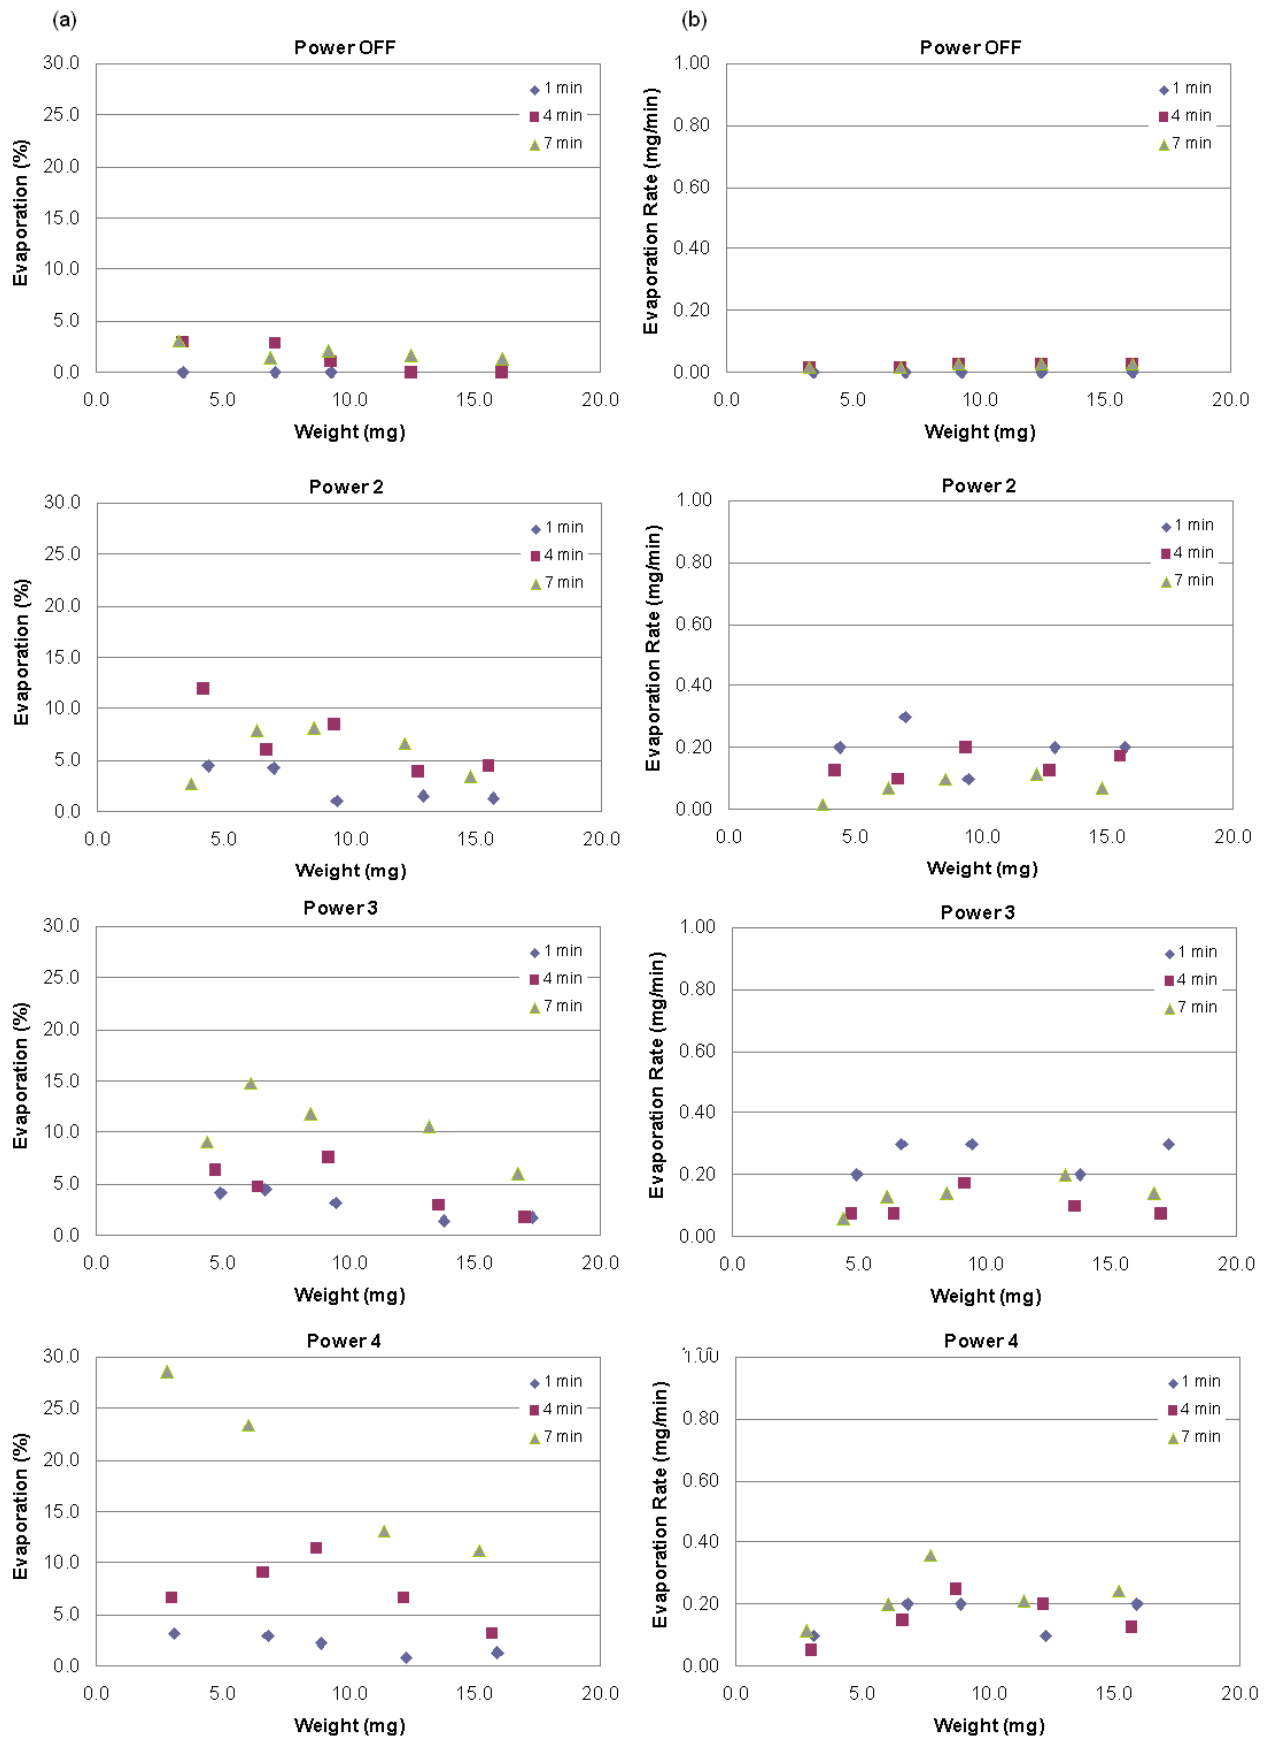 (a)
Power OFF
30.0
25.0
20.0
15.0
10.0
5.0
0.0
Evaporation (%)
1 min
4 min
7 min
0.0 5.0 10.0 15.0 20.0
Weight (mg)
(b)
Power OFF
1.00
0.80
0.60
0.40
0.20
0.00
Evaporation Rate (mg/min)
1 min
4 min
7 min
0.0 5.0 10.0 15.0 20.0
Weight (mg)
Power 2
30.0
25.0
20.0
15.0
10.0
5.0
0.0
Evaporation (%)
1 min
4 min
7 min
0.0 5.0 10.0 15.0 20.0
Weight (mg)
Power 2
1.00
0.80
0.60
0.40
0.20
0.00
Evaporation Rate (mg/min)
1 min
4 min
7 min
0.0 5.0 10.0 15.0 20.0
Weight (mg)
Power 3
30.0
25.0
20.0
15.0
10.0
5.0
0.0
Evaporation (%)
1 min
4 min
7 min
0.0 5.0 10.0 15.0 20.0
Weight (mg)
Power 3
1.00
0.80
0.60
0.40
0.20
0.00
Evaporation Rate (mg/min)
1 min
4 min
7 min
0.0 5.0 10.0 15.0 20.0
Weight (mg)
Power 4
30.0
25.0
20.0
15.0
10.0
5.0
0.0
Evaporation (%)
1 min
4 min
7 min
0.0 5.0 10.0 15.0 20.0
Weight (mg)
Power 4
1.00
0.80
0.60
0.40
0.20
0.00
Evaporation Rate (mg/min)
1 min
4 min
7 min
0.0 5.0 10.0 15.0 20.0
Weight (mg)